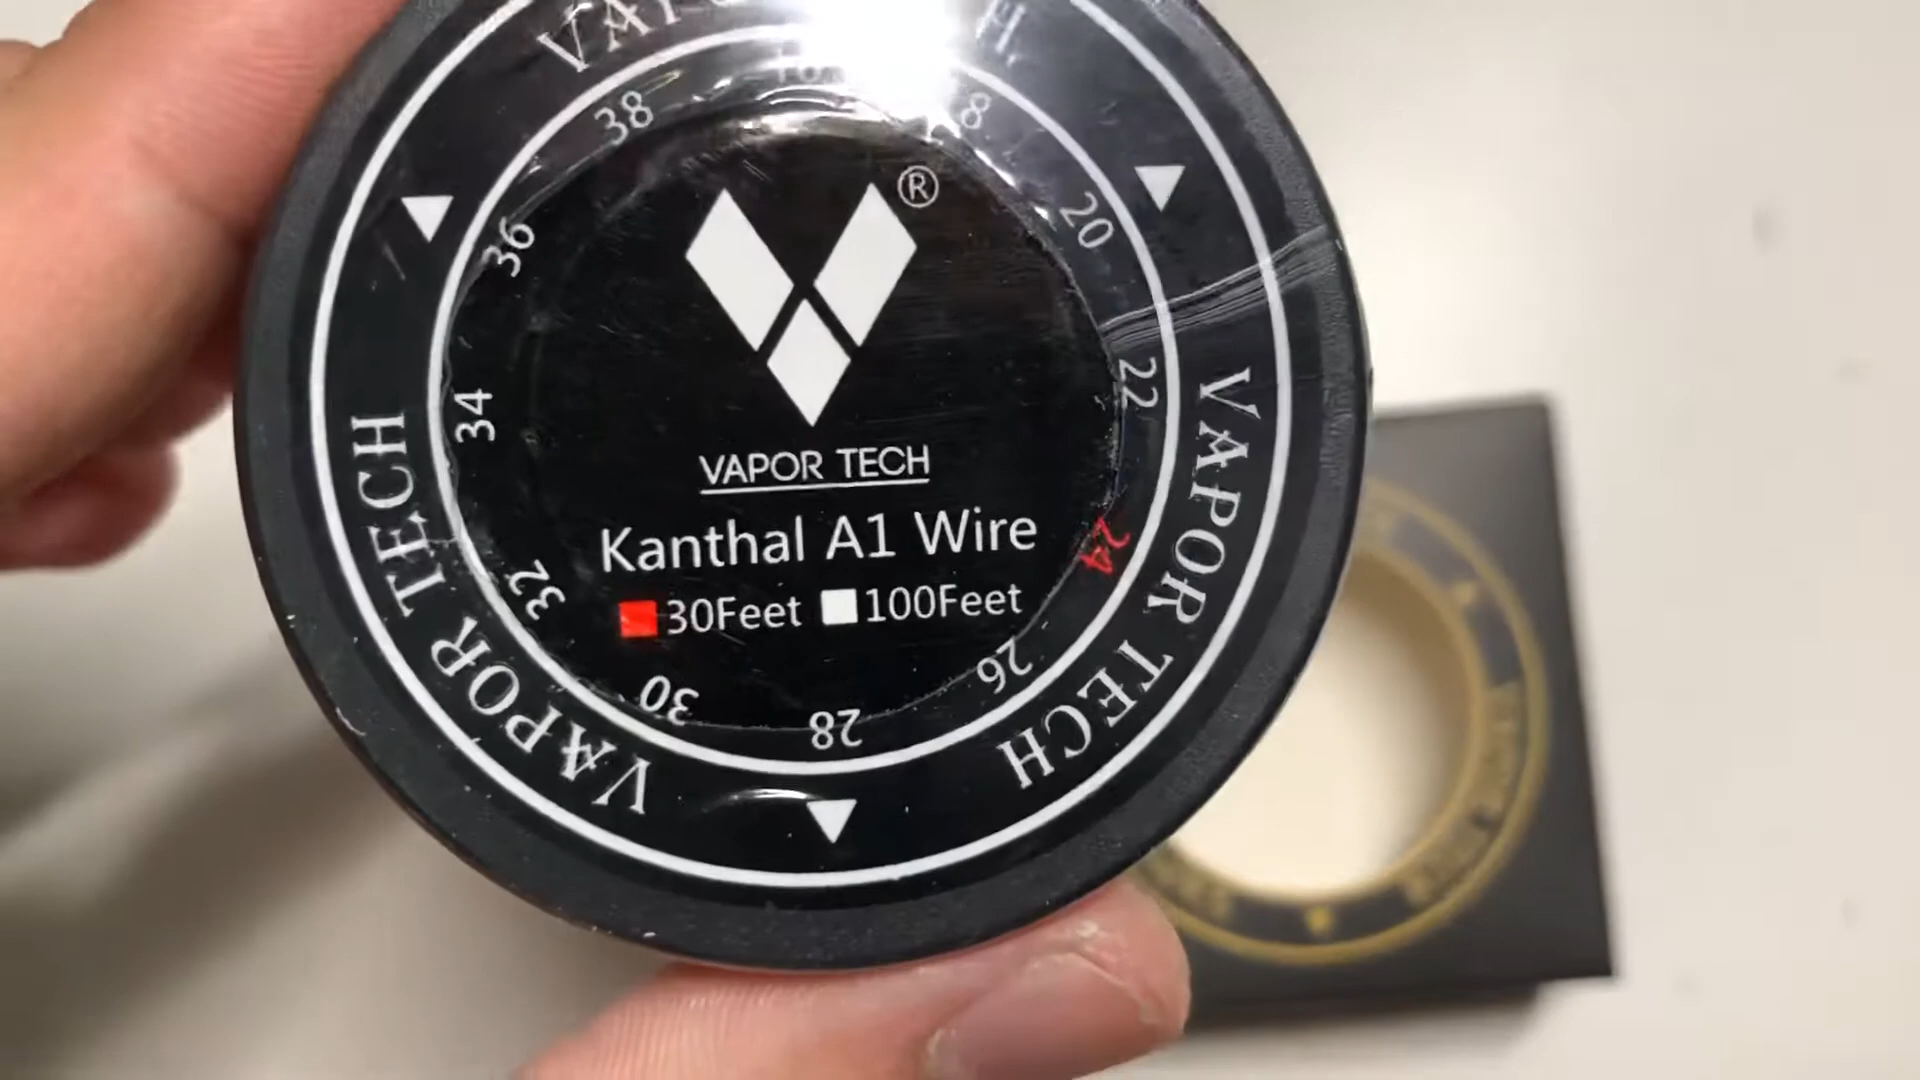 ®
VAPOR TECH
Kanthal A1 Wire
30Feet 100Feet
20
22
24
26
28
30
32
34
36
38
VAPOR TECH
VAPOR TECH